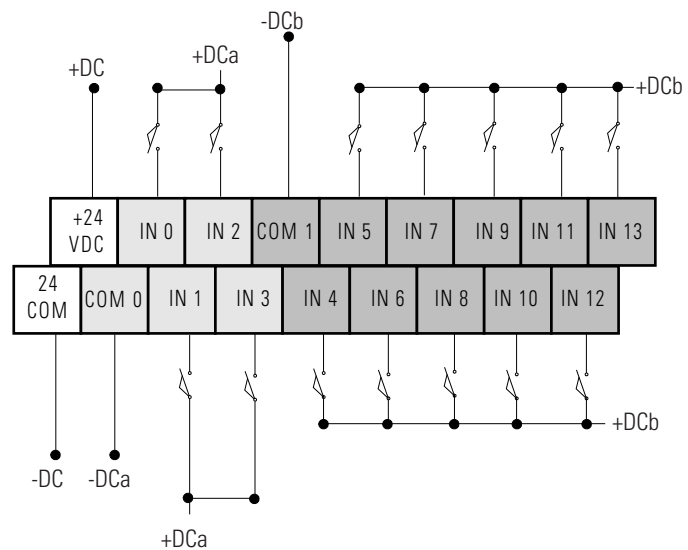 -DCb
+DC
+DCa
+DCb
+24 VDC
IN 0
IN 2
COM 1
IN 5
IN 7
IN 9
IN 11
IN 13
24 COM
COM 0
IN 1
IN 3
IN 4
IN 6
IN 8
IN 10
IN 12
+DCb
-DC
-DCa
+DCa